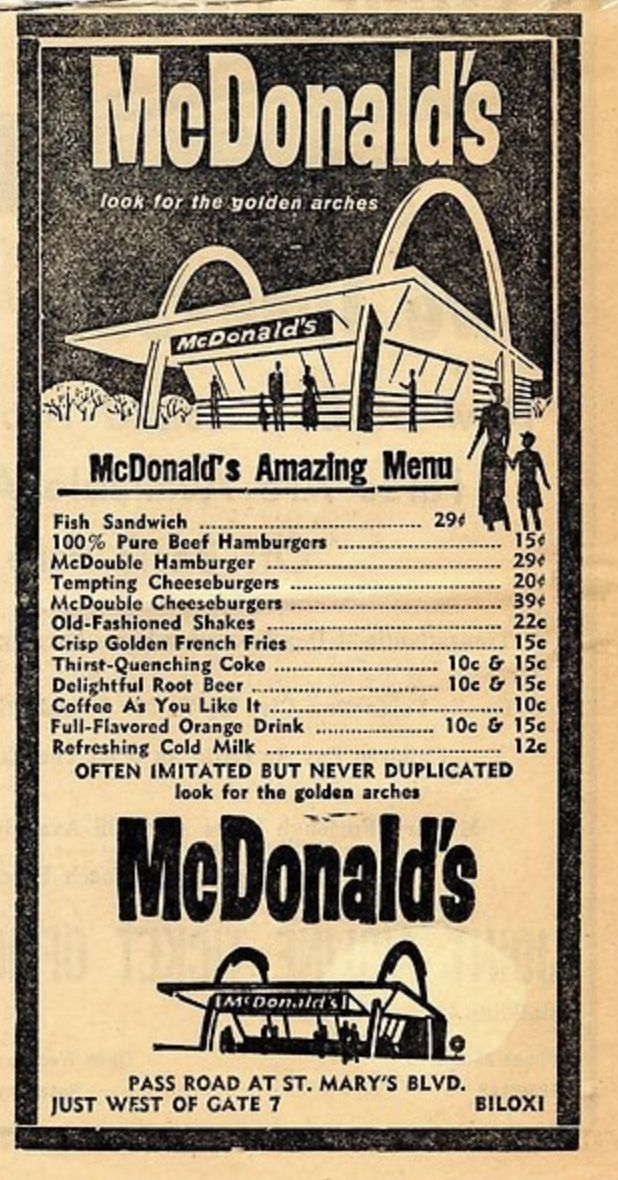 McDonald's
look for the golden arches
McDonald's
McDonald's Amazing Menu
Fish Sandwich ........................................ 29¢
100% Pure Beef Hamburgers .............................. 15¢
McDouble Hamburger .......................................... 29¢
Tempting Cheeseburgers ...................................... 20¢
McDouble Cheeseburgers ...................................... 39¢
Old-Fashioned Shakes ............................................ 22c
Crisp Golden French Fries ...................................... 15c
Thirst-Quenching Coke .............................. 10c & 15c
Delightful Root Beer .................................. 10c & 15c
Coffee As You Like It .......................................... 10c
Full-Flavored Orange Drink ...................... 10c & 15c
Refreshing Cold Milk .......................................... 12c
OFTEN IMITATED BUT NEVER DUPLICATED
look for the golden arches
McDonald's
McDonald's
PASS ROAD AT ST. MARY'S BLVD.
JUST WEST OF GATE 7 BILOXI